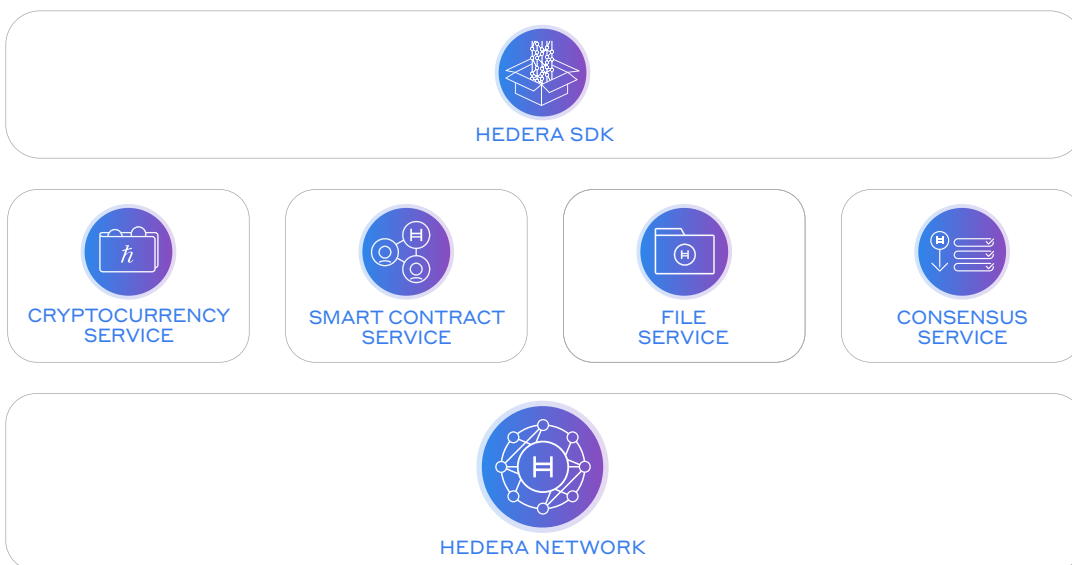 HEDERA SDK
ħ
CRYPTOCURRENCY
SERVICE
H
SMART CONTRACT
SERVICE
H
FILE
SERVICE
H
CONSENSUS
SERVICE
H
HEDERA NETWORK